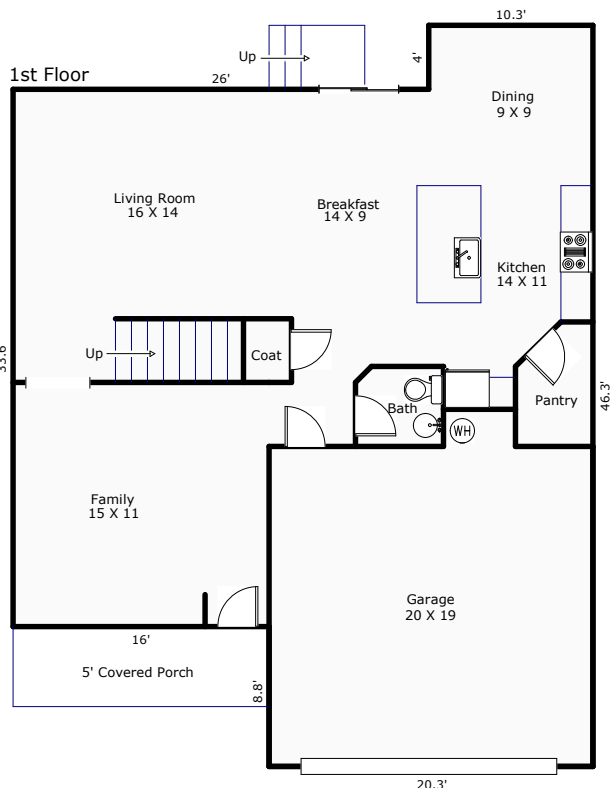 10.3'
Up
4'
1st Floor
26'
Dining
9 X 9
Living Room
16 X 14
Breakfast
14 X 9
Kitchen
14 X 11
Up
Coat
33.6'
46.3'
Pantry
Bath
WH
Family
15 X 11
Garage
20 X 19
16'
5' Covered Porch
8.8'
20.3'